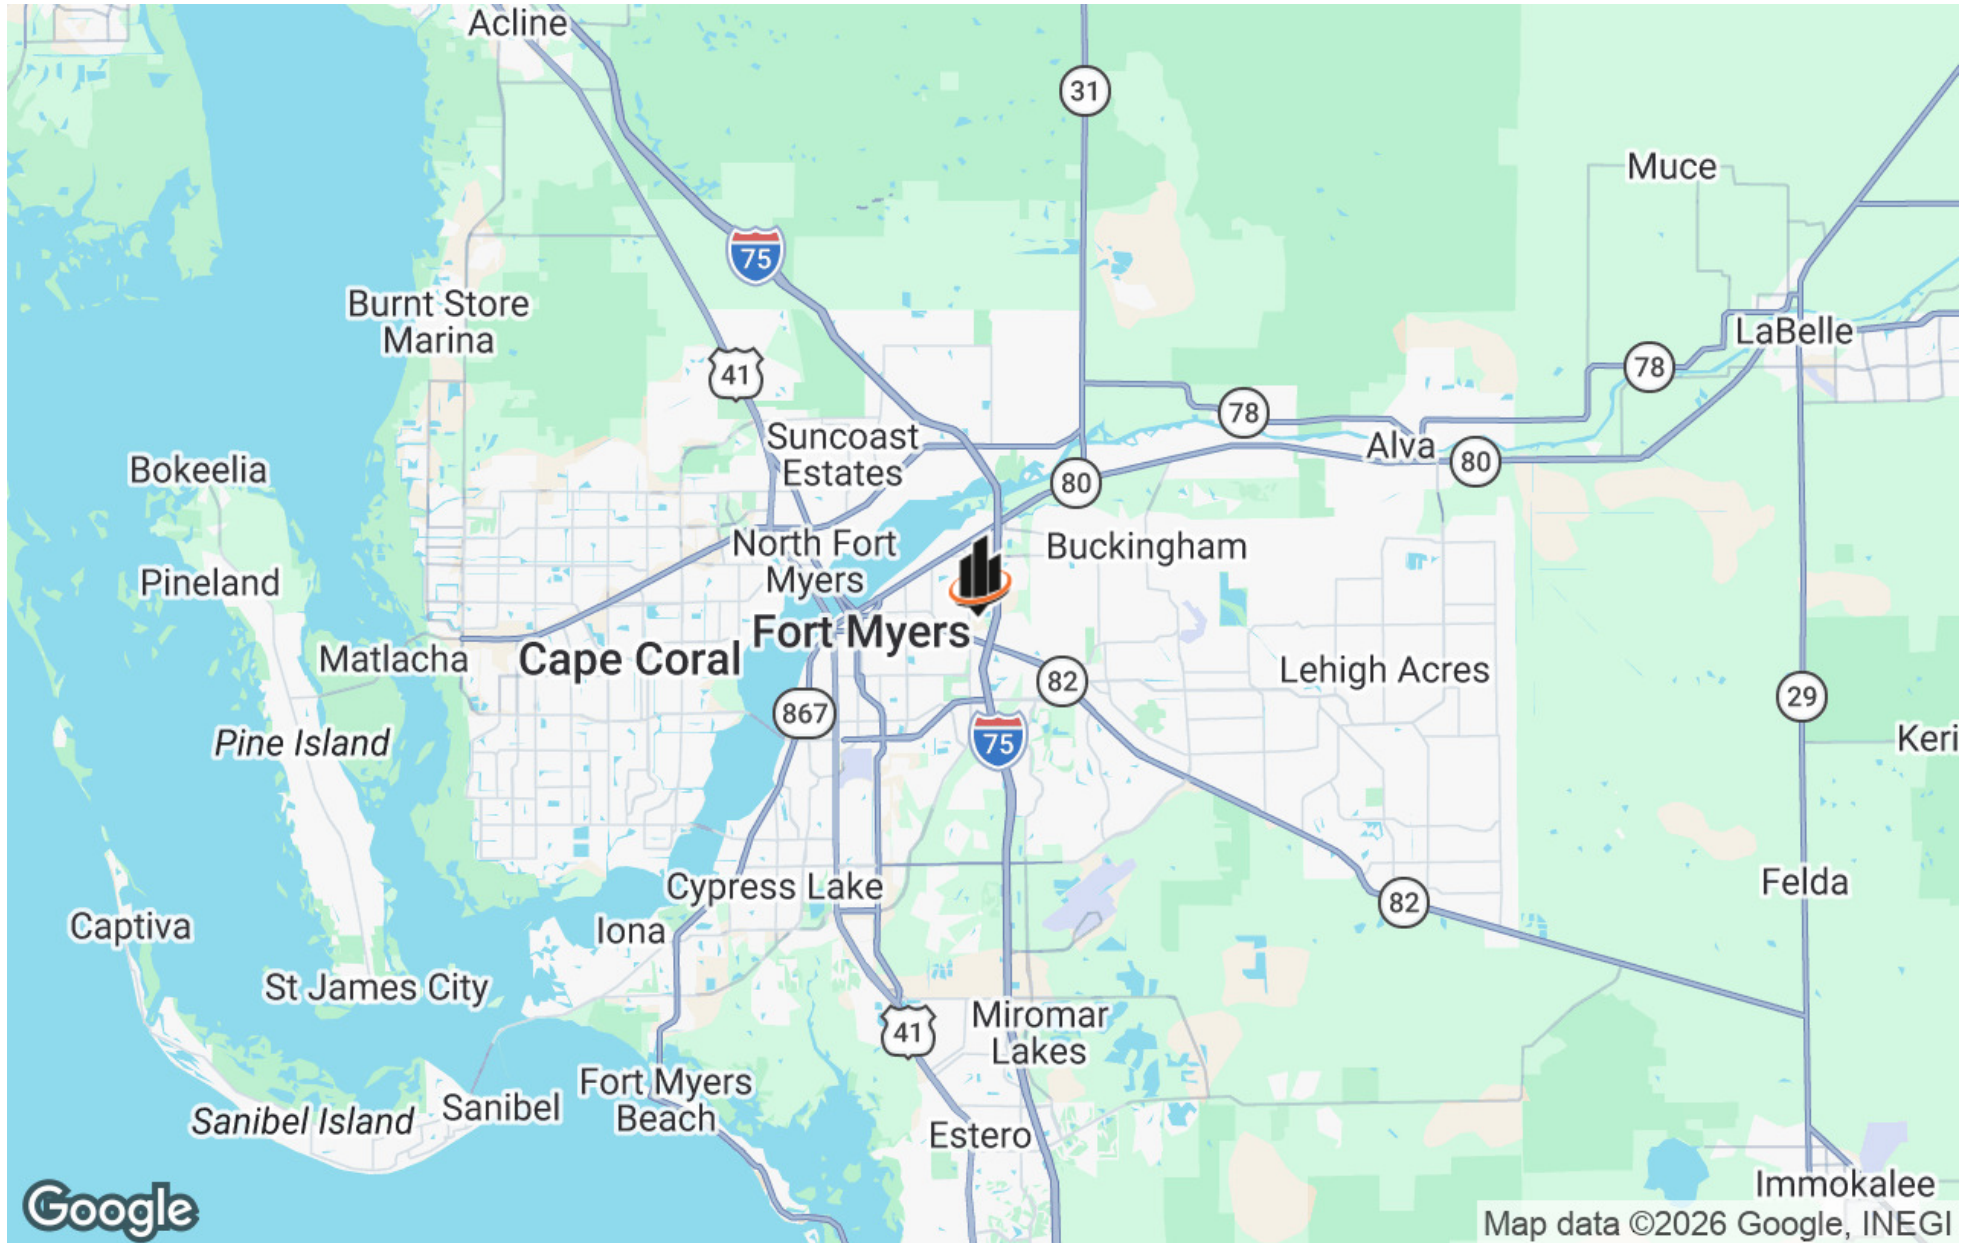 Acline
31
Muce
75
Burnt Store
Marina
LaBelle
41
78
78
Suncoast
Estates
Alva
80
Bokeelia
80
North Fort
Myers
Buckingham
Pineland
Fort Myers
Matlacha
Cape Coral
Lehigh Acres
82
29
867
Pine Island
75
Keri
Cypress Lake
Felda
82
Captiva
Iona
St James City
Miromar
Lakes
41
Fort Myers
Beach
Sanibel Island
Sanibel
Estero
Immokalee
Google
Map data ©2026 Google, INEGI